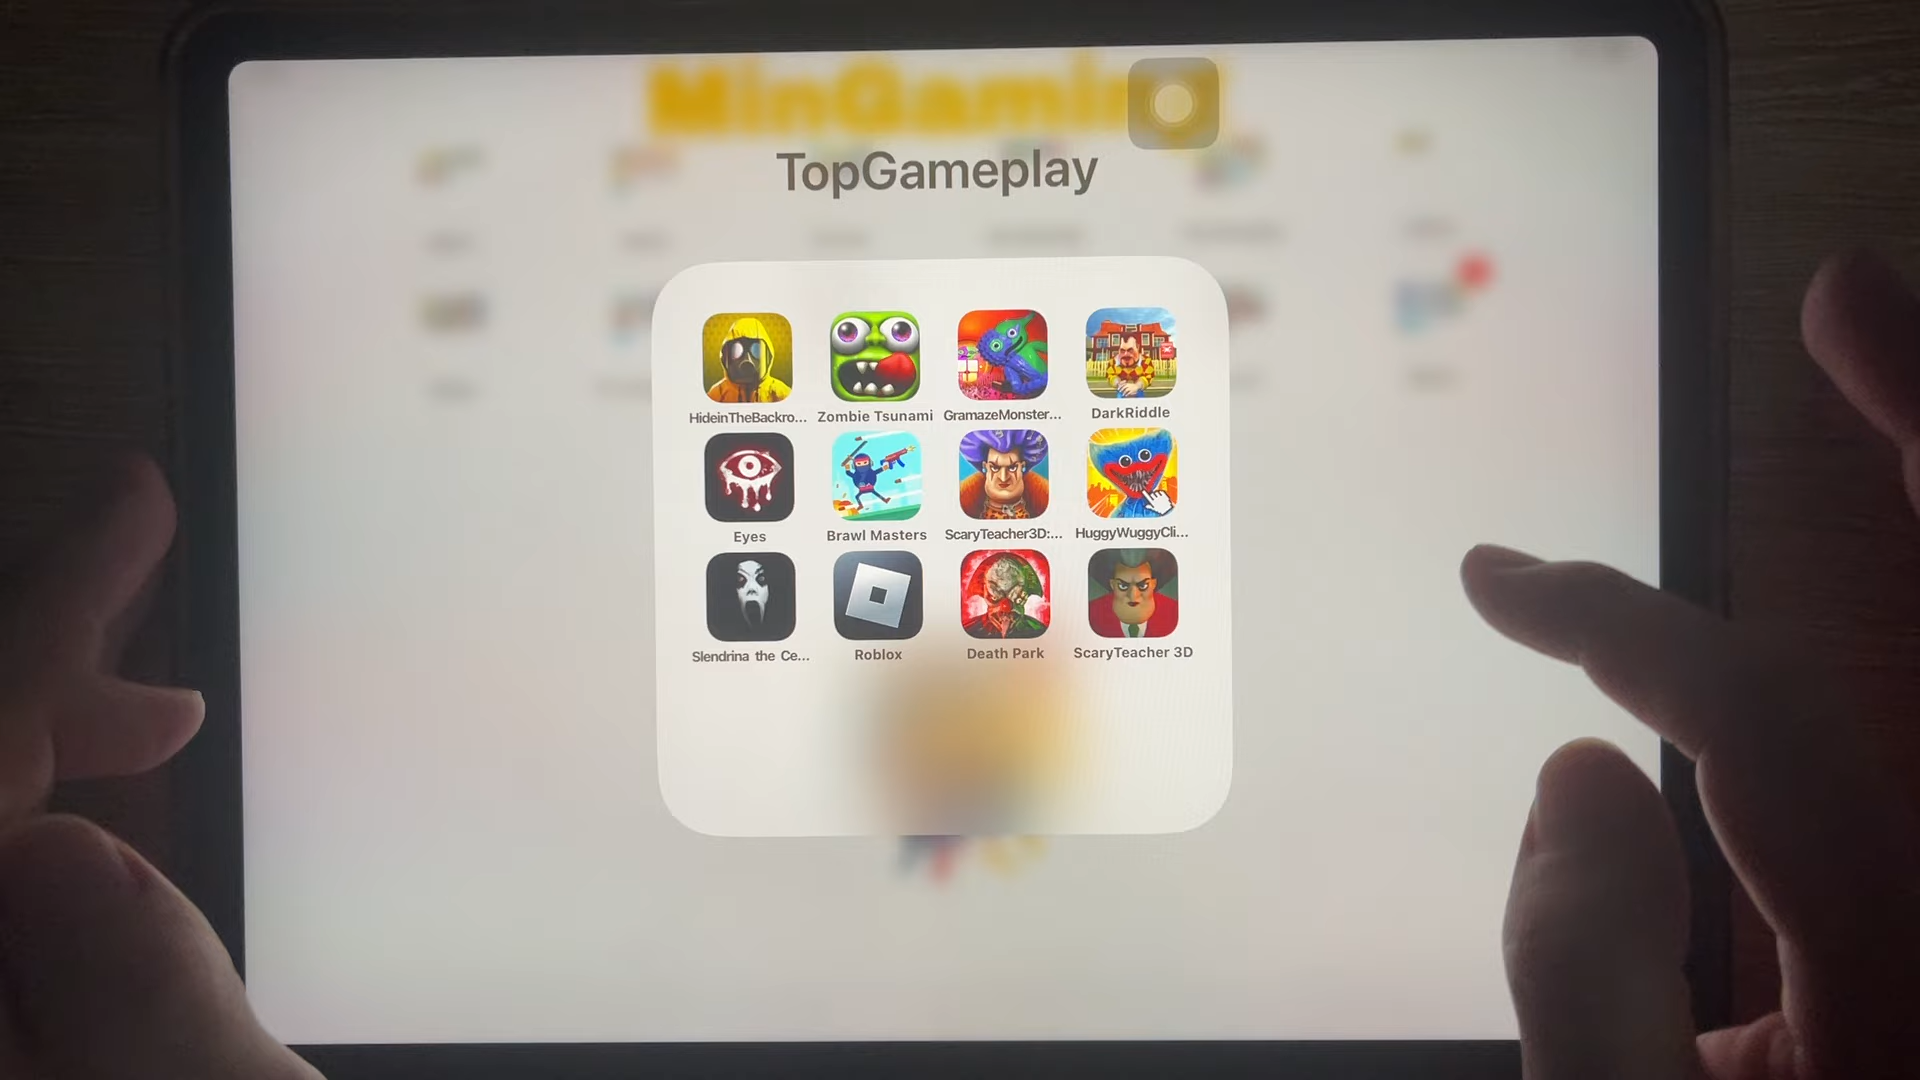 MinGaming
TopGameplay
HideinTheBackro...
Zombie Tsunami
GramazeMonster...
DarkRiddle
Eyes
Brawl Masters
ScaryTeacher3D:...
HuggyWuggyCli...
Slendrina the Ce...
Roblox
Death Park
ScaryTeacher 3D